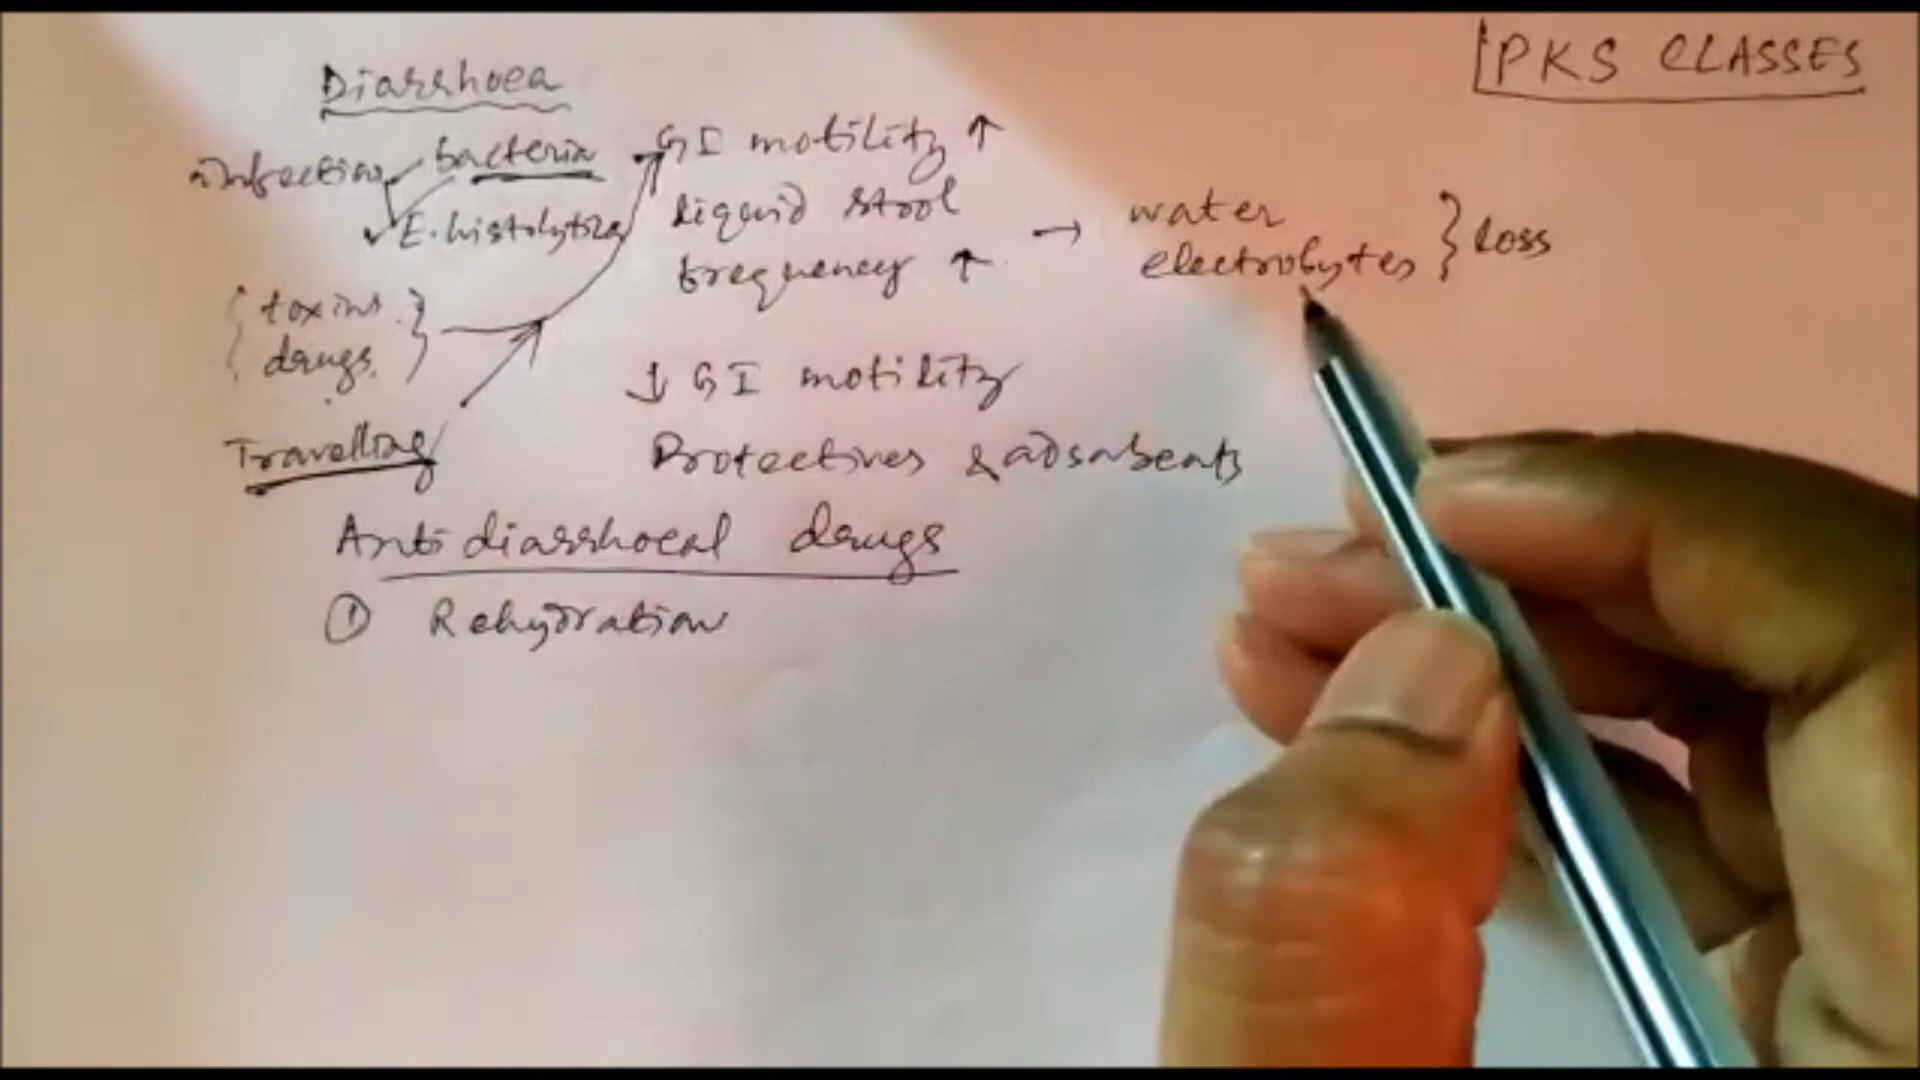 PKS CLASSES
Diarrhoea
infection bacteria
E. histolytica
{ toxins
drugs }
Travelling
GI motility ↑
liquid stool
frequency ↑
→ water
electrolytes } loss
↓ GI motility
Protectives & adsabents
Antidiarrhoeal drugs
① Rehydration